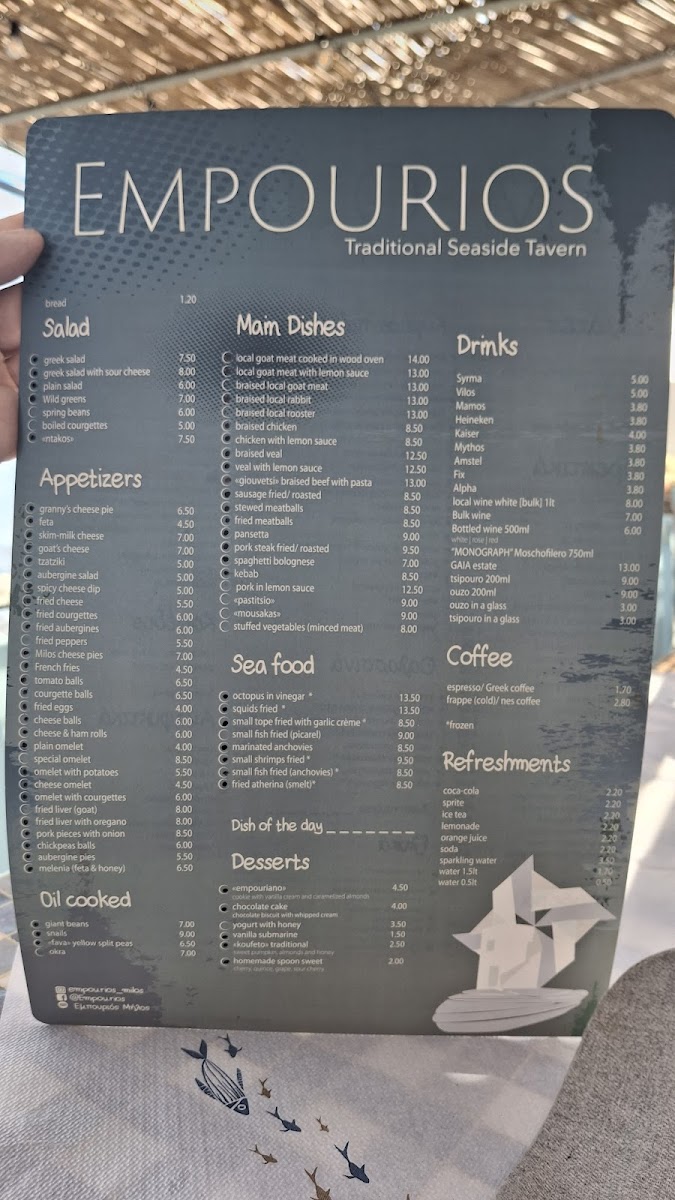 EMPOURIOS
Traditional Seaside Tavern
bread 1.20
Salad
greek salad 7.50
greek salad with sour cheese 8.00
plain salad 6.00
Wild greens 7.00
spring beans 6.00
boiled courgettes 5.00
«ntakos» 7.50
Appetizers
granny's cheese pie 6.50
feta 4.50
skim-milk cheese 7.00
goat's cheese 7.00
tzatziki 5.00
aubergine salad 5.00
spicy cheese dip 5.00
fried cheese 5.50
fried courgettes 6.00
fried aubergines 6.00
fried peppers 5.50
Milos cheese pies 7.00
French fries 4.50
tomato balls 6.50
courgette balls 6.50
fried eggs 4.00
cheese balls 6.00
cheese & ham rolls 6.00
plain omelet 4.00
special omelet 8.50
omelet with potatoes 5.50
cheese omelet 4.50
omelet with courgettes 6.00
fried liver (goat) 8.00
fried liver with oregano 8.00
pork pieces with onion 8.50
chickpeas balls 6.00
aubergine pies 5.50
melenia (feta & honey) 6.50
Oil cooked
giant beans 7.00
snails 9.00
«fava» yellow split peas 6.50
okra 7.00
empourios_milos
@Empourios
Εμπουριός Μήλος
Main Dishes
local goat meat cooked in wood oven 14.00
local goat meat with lemon sauce 13.00
braised local goat meat 13.00
braised local rabbit 13.00
braised local rooster 13.00
braised chicken 8.50
chicken with lemon sauce 8.50
braised veal 12.50
veal with lemon sauce 12.50
«giouvetsi» braised beef with pasta 13.00
sausage fried/ roasted 8.50
stewed meatballs 8.50
fried meatballs 8.50
pansetta 9.00
pork steak fried/ roasted 9.50
spaghetti bolognese 7.00
kebab 8.50
pork in lemon sauce 12.50
«pastitsio» 9.00
«mousakas» 9.00
stuffed vegetables (minced meat) 8.00
Sea food
octopus in vinegar * 13.50
squids fried * 13.50
small tope fried with garlic crème * 8.50
small fish fried (picarel) 9.00
marinated anchovies 8.50
small shrimps fried * 9.50
small fish fried (anchovies) * 8.50
fried atherina (smelt)* 8.50
Dish of the day _ _ _ _ _ _ _ _
Desserts
«empouriano» 4.50
cookie with vanilla cream and caramelized almonds
chocolate cake 4.00
chocolate biscuit with whipped cream
yogurt with honey 3.50
vanilla submarine 1.50
«koufeto» traditional 2.50
sweet pumpkin, almonds and honey
homemade spoon sweet 2.00
cherry, quince, grape, sour cherry
Drinks
Syrma 5.00
Vilos 5.00
Mamos 3.80
Heineken 3.80
Kaiser 4.00
Mythos 3.80
Amstel 3.80
Fix 3.80
Alpha 3.80
local wine white [bulk] 1lt 8.00
Bulk wine 7.00
Bottled wine 500ml 6.00
white | rose | red
"MONOGRAPH" Moschofilero 750ml
GAIA estate 13.00
tsipouro 200ml 9.00
ouzo 200ml 9.00
ouzo in a glass 3.00
tsipouro in a glass 3.00
Coffee
espresso/ Greek coffee 1.70
frappe (cold)/ nes coffee 2.80
*frozen
Refreshments
coca-cola 2.20
sprite 2.20
ice tea 2.20
lemonade 2.20
orange juice 2.20
soda 2.20
sparkling water
water 1.5lt
water 0.5lt 0.50